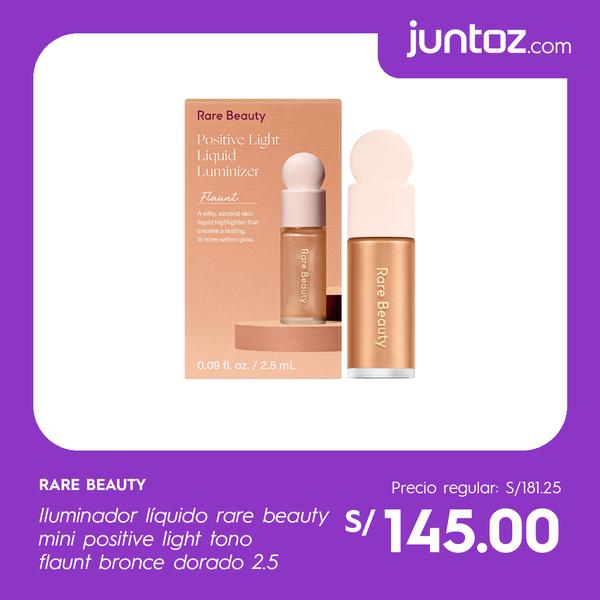 juntoz.com
Rare Beauty
Positive Light
Liquid
Luminizer
Flaunt
A silky, second-skin
liquid highlighter that
creates a lasting,
lit-from-within glow.
Rare Beauty
0.09 fl. oz. / 2.5 mL
Rare Beauty
RARE BEAUTY
Iluminador líquido rare beauty
mini positive light tono
flaunt bronce dorado 2.5
Precio regular: S/181.25
S/145.00